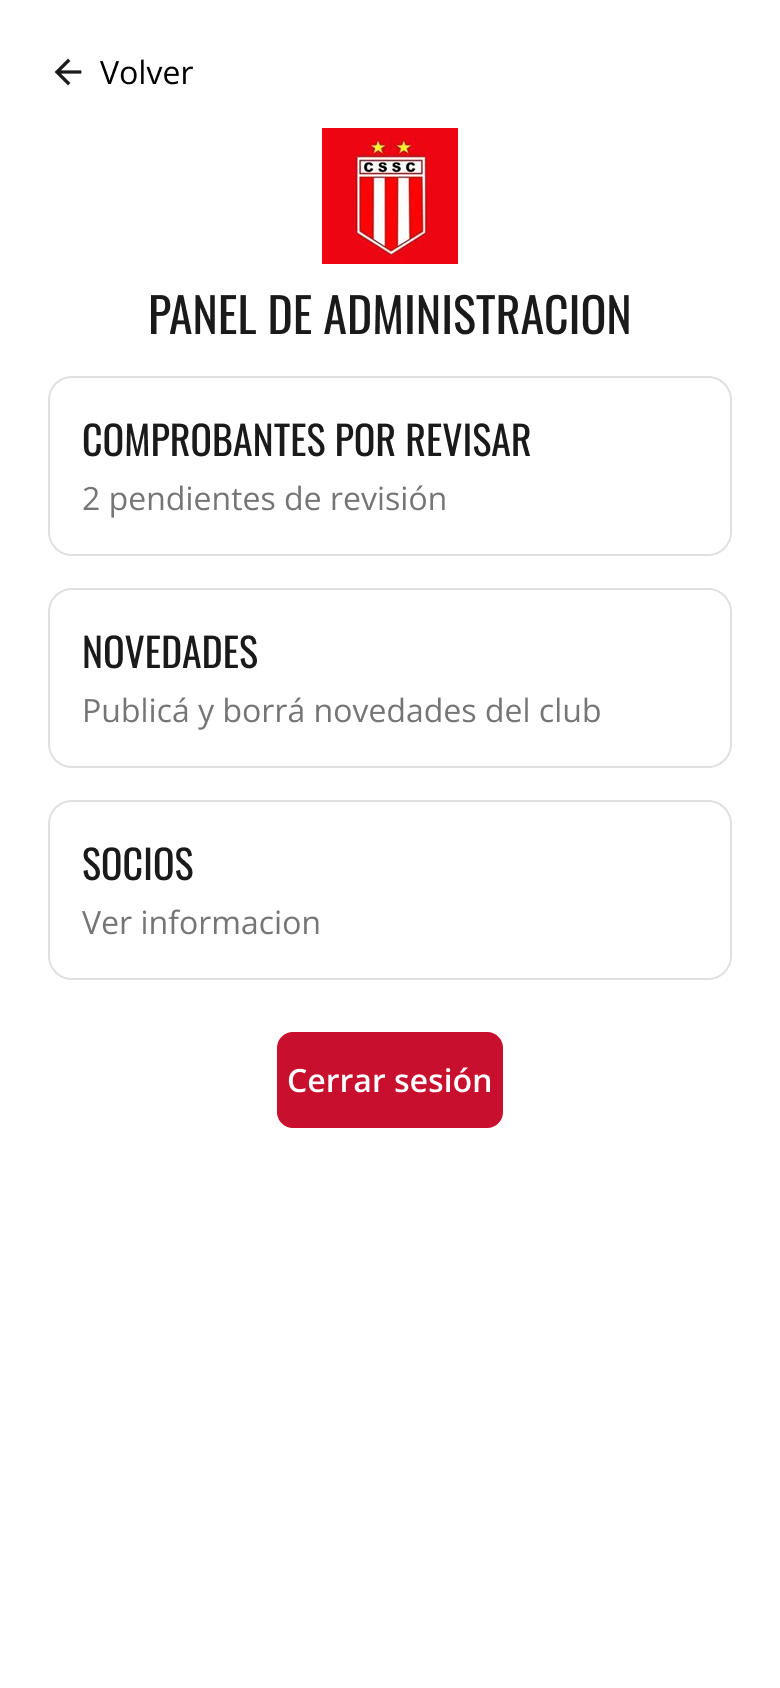 Volver
CSSC
PANEL DE ADMINISTRACION
COMPROBANTES POR REVISAR
2 pendientes de revisión
NOVEDADES
Publicá y borrá novedades del club
SOCIOS
Ver informacion
Cerrar sesión